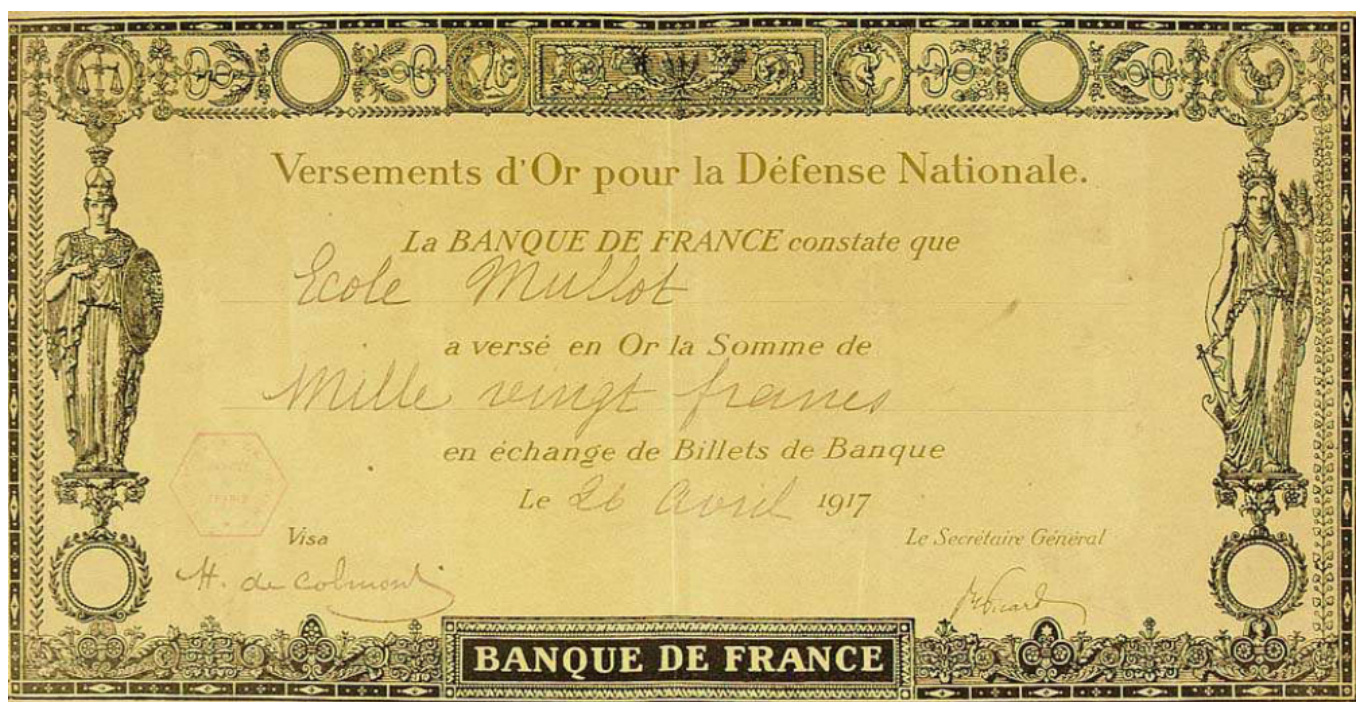 Versements d'Or pour la Défense Nationale.
La BANQUE DE FRANCE constate que
Ecole Mullot
a versé en Or la Somme de
Mille vingt francs
en échange de Billets de Banque
Le 26 avril 1917
Visa
Le Secrétaire Général
H. de Colmont
BANQUE DE FRANCE